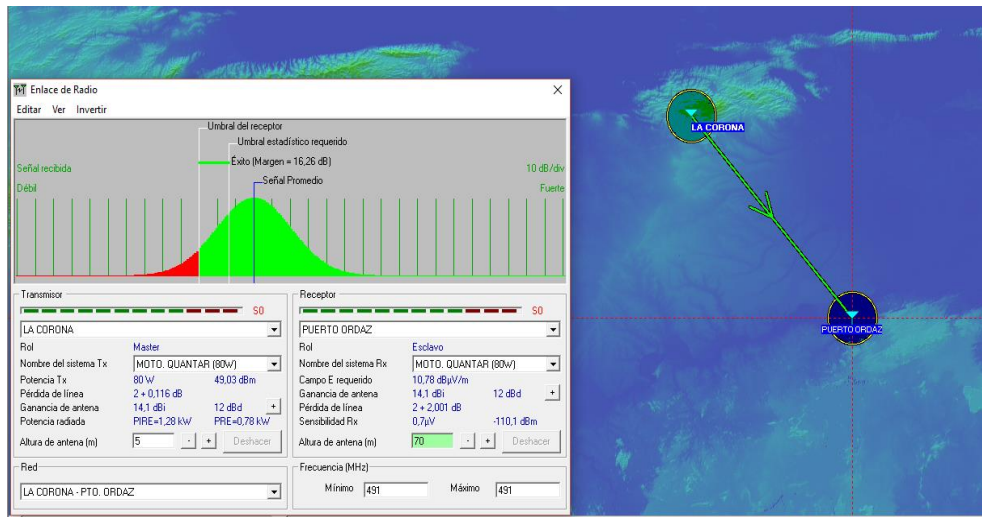 Enlace de Radio
Editar Ver Invertir
Umbral del receptor
Umbral estadístico requerido
Éxito (Margen = 16,26 dB)
Señal recibida
10 dB/div
Señal Promedio
Débil
Fuerte
Transmisor
S0
LA CORONA
Rol Master
Nombre del sistema Tx MOTO. QUANTAR (80W)
Potencia Tx 80 W 49,03 dBm
Pérdida de línea 2 + 0,116 dB
Ganancia de antena 14,1 dBi 12 dBd +
Potencia radiada PIRE=1,28 kW PRE=0,78 kW
Altura de antena (m) 5 - + Deshacer
Receptor
S0
PUERTO ORDAZ
Rol Esclavo
Nombre del sistema Rx MOTO. QUANTAR (80W)
Campo E requerido 10,78 dBµV/m
Ganancia de antena 14,1 dBi 12 dBd +
Pérdida de línea 2 + 2,001 dB
Sensibilidad Rx 0,7µV -110,1 dBm
Altura de antena (m) 70 - + Deshacer
Red
LA CORONA - PTO. ORDAZ
Frecuencia (MHz)
Mínimo 491 Máximo 491
LA CORONA
PUERTO ORDAZ